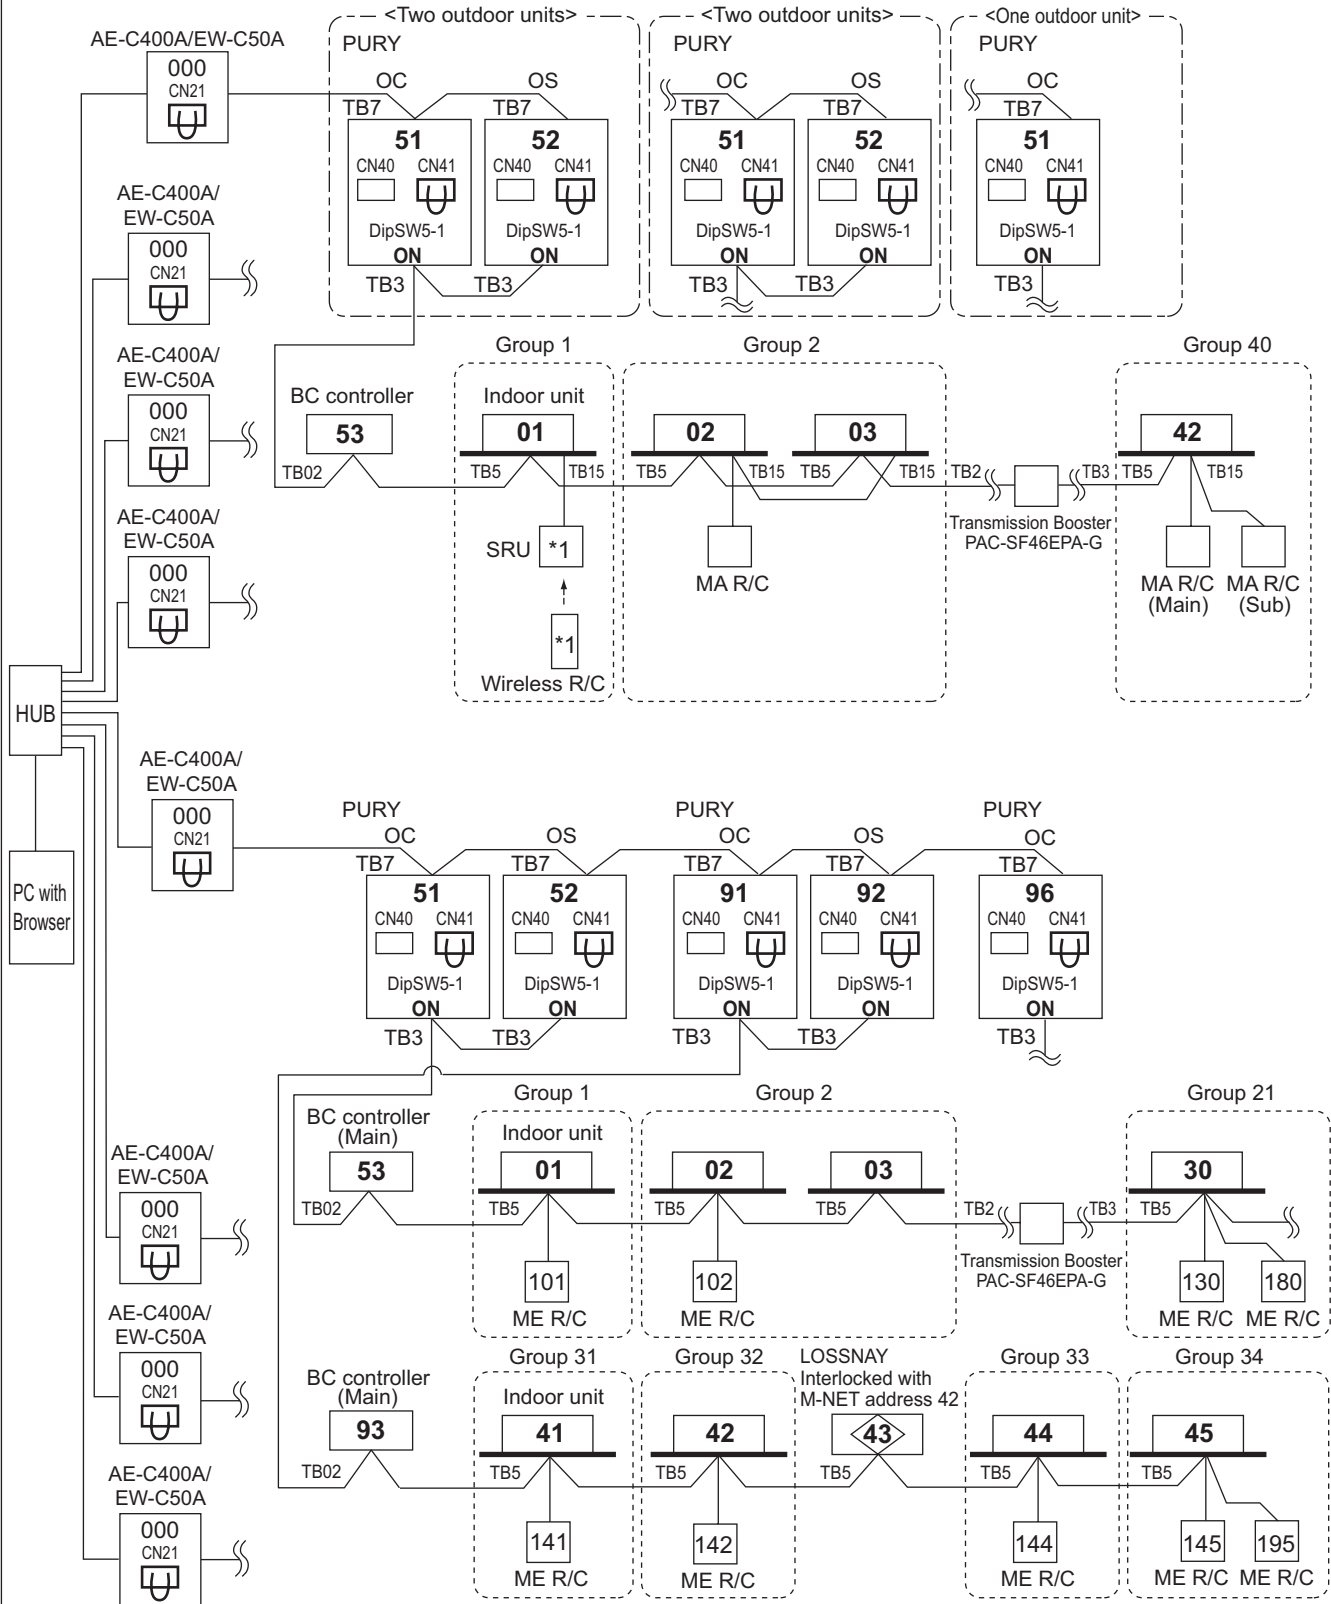 <Two outdoor units>
<Two outdoor units>
<One outdoor unit>
AE-C400A/EW-C50A
PURY
PURY
PURY
000
CN21
OC
OS
OC
OS
OC
TB7
TB7
TB7
TB7
TB7
51
52
51
52
51
CN40 CN41
CN40 CN41
CN40 CN41
CN40 CN41
CN40 CN41
DipSW5-1
DipSW5-1
DipSW5-1
DipSW5-1
DipSW5-1
ON
ON
ON
ON
ON
TB3
TB3
TB3
TB3
TB3
AE-C400A/
EW-C50A
000
CN21
AE-C400A/
EW-C50A
000
CN21
AE-C400A/
EW-C50A
000
CN21
Group 1
Group 2
Group 40
BC controller
Indoor unit
53
01
02
03
42
TB02
TB5
TB15
TB5
TB15
TB5
TB15
TB2
TB3
TB5
TB15
Transmission Booster
PAC-SF46EPA-G
SRU
*1
MA R/C
MA R/C
(Main)
MA R/C
(Sub)
*1
Wireless R/C
HUB
PC with
Browser
AE-C400A/
EW-C50A
000
CN21
PURY
PURY
PURY
OC
OS
OC
OS
OC
TB7
TB7
TB7
TB7
TB7
51
52
91
92
96
CN40 CN41
CN40 CN41
CN40 CN41
CN40 CN41
CN40 CN41
DipSW5-1
DipSW5-1
DipSW5-1
DipSW5-1
DipSW5-1
ON
ON
ON
ON
ON
TB3
TB3
TB3
TB3
TB3
Group 1
Group 2
Group 21
BC controller
(Main)
Indoor unit
53
01
02
03
30
TB02
TB5
TB5
TB5
TB2
TB3
TB5
Transmission Booster
PAC-SF46EPA-G
101
102
130
180
ME R/C
ME R/C
ME R/C
ME R/C
AE-C400A/
EW-C50A
000
CN21
AE-C400A/
EW-C50A
000
CN21
AE-C400A/
EW-C50A
000
CN21
Group 31
Group 32
LOSSNAY
Interlocked with
M-NET address 42
Group 33
Group 34
BC controller
(Main)
Indoor unit
93
41
42
43
44
45
TB02
TB5
TB5
TB5
TB5
TB5
141
142
144
145
195
ME R/C
ME R/C
ME R/C
ME R/C
ME R/C